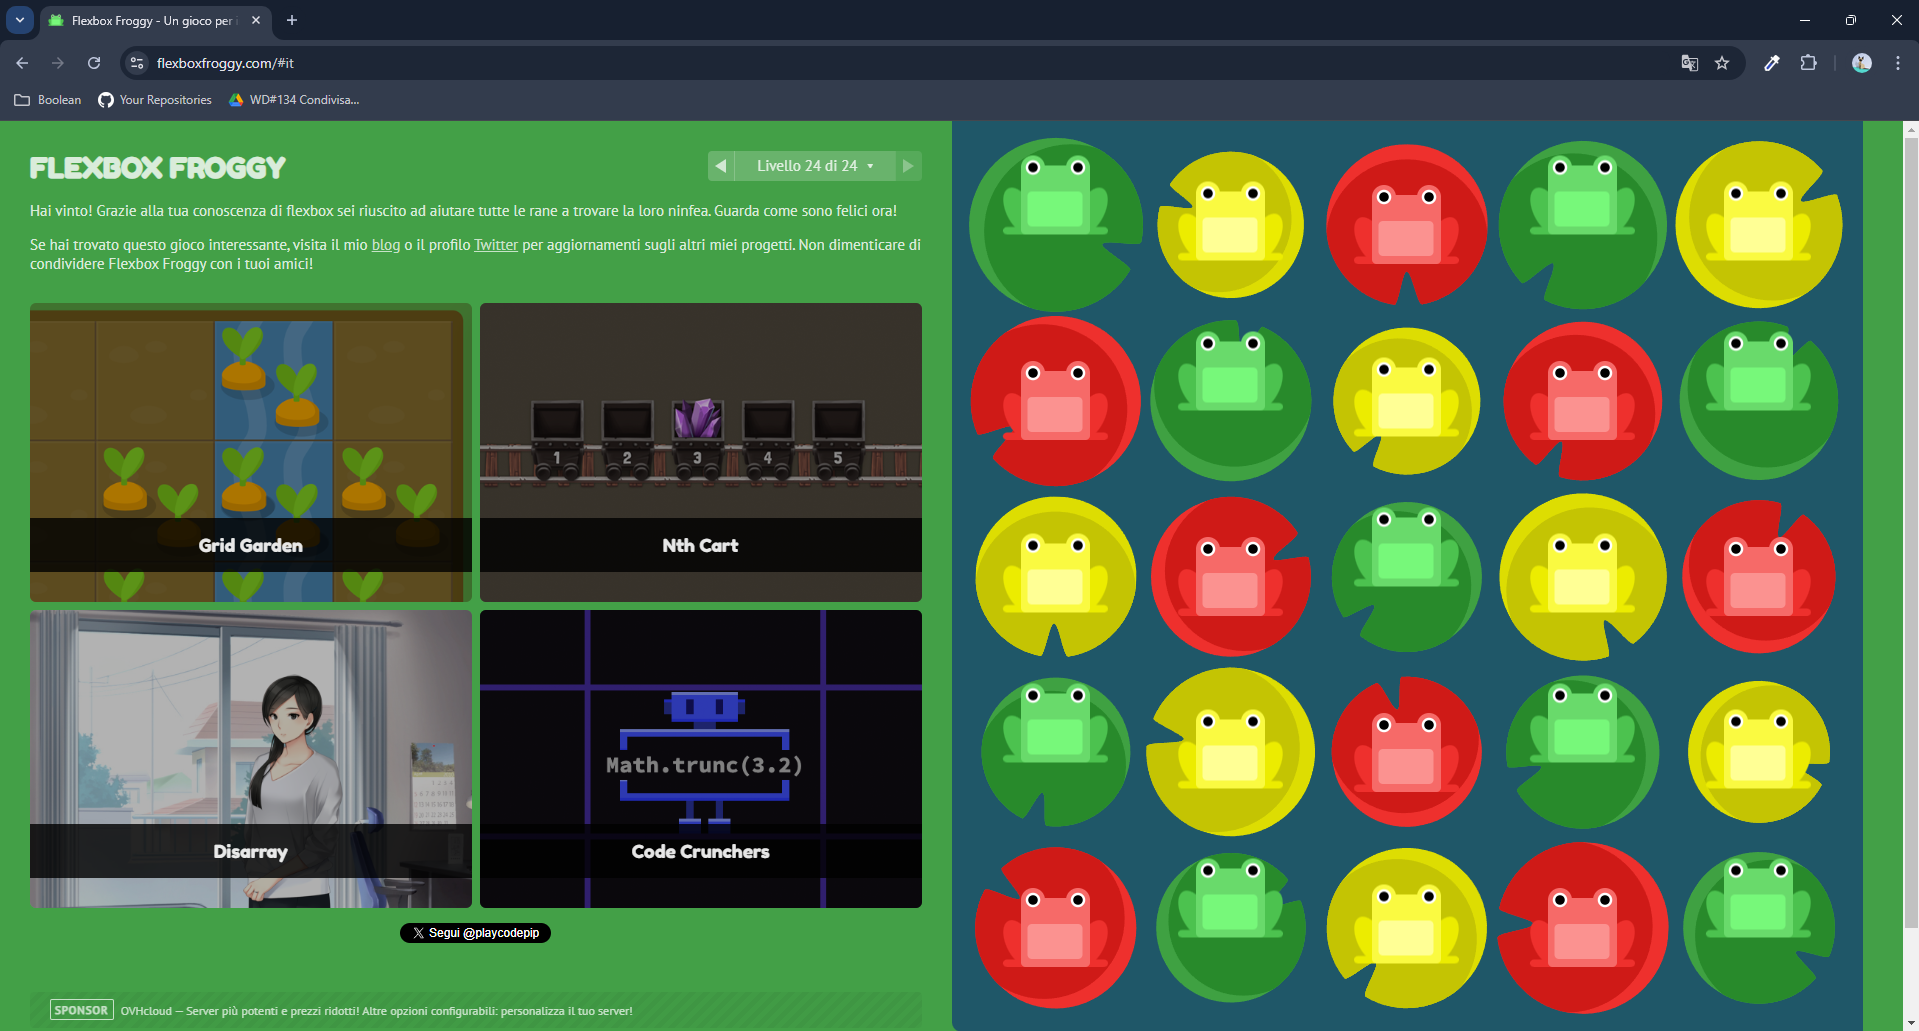 Flexbox Froggy - Un gioco per i
flexboxfroggy.com/#it
Boolean
Your Repositories
WD#134 Condivisa...
FLEXBOX FROGGY
Livello 24 di 24
Hai vinto! Grazie alla tua conoscenza di flexbox sei riuscito ad aiutare tutte le rane a trovare la loro ninfea. Guarda come sono felici ora!
Se hai trovato questo gioco interessante, visita il mio blog o il profilo Twitter per aggiornamenti sugli altri miei progetti. Non dimenticare di
condividere Flexbox Froggy con i tuoi amici!
1 2 3 4 5
Grid Garden
Nth Cart
Math.trunc(3.2)
Disarray
Code Crunchers
Segui @playcodepip
SPONSOR OVHcloud — Server più potenti e prezzi ridotti! Altre opzioni configurabili: personalizza il tuo server!